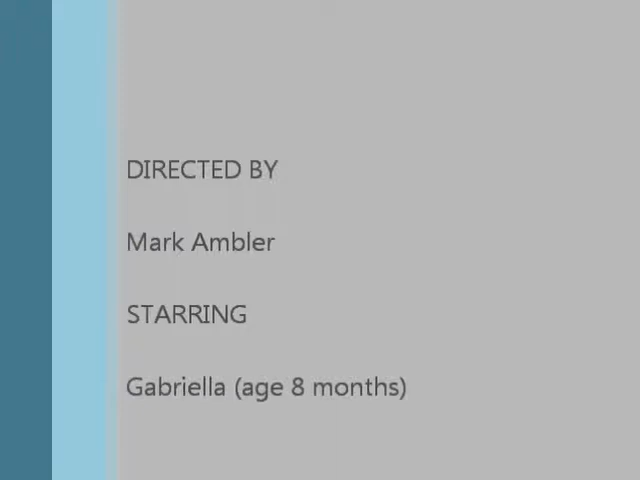 DIRECTED BY
Mark Ambler
STARRING
Gabriella (age 8 months)